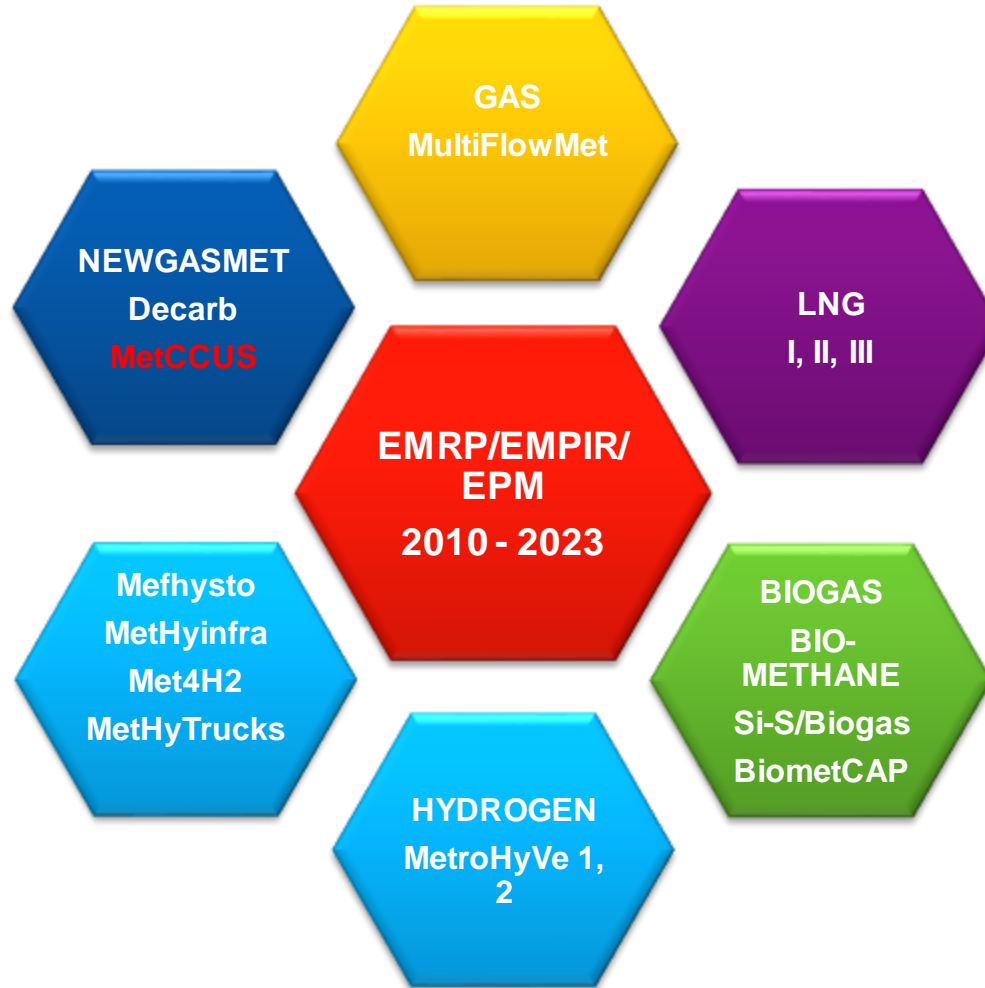 GAS
MultiFlowMet
NEWGASMET
Decarb
MetCCUS
LNG
I, II, III
EMRP/EMPIR/
EPM
2010 - 2023
Mefhysto
MetHyinfra
Met4H2
MetHyTrucks
BIOGAS
BIO-
METHANE
Si-S/Biogas
BiometCAP
HYDROGEN
MetroHyVe 1,
2